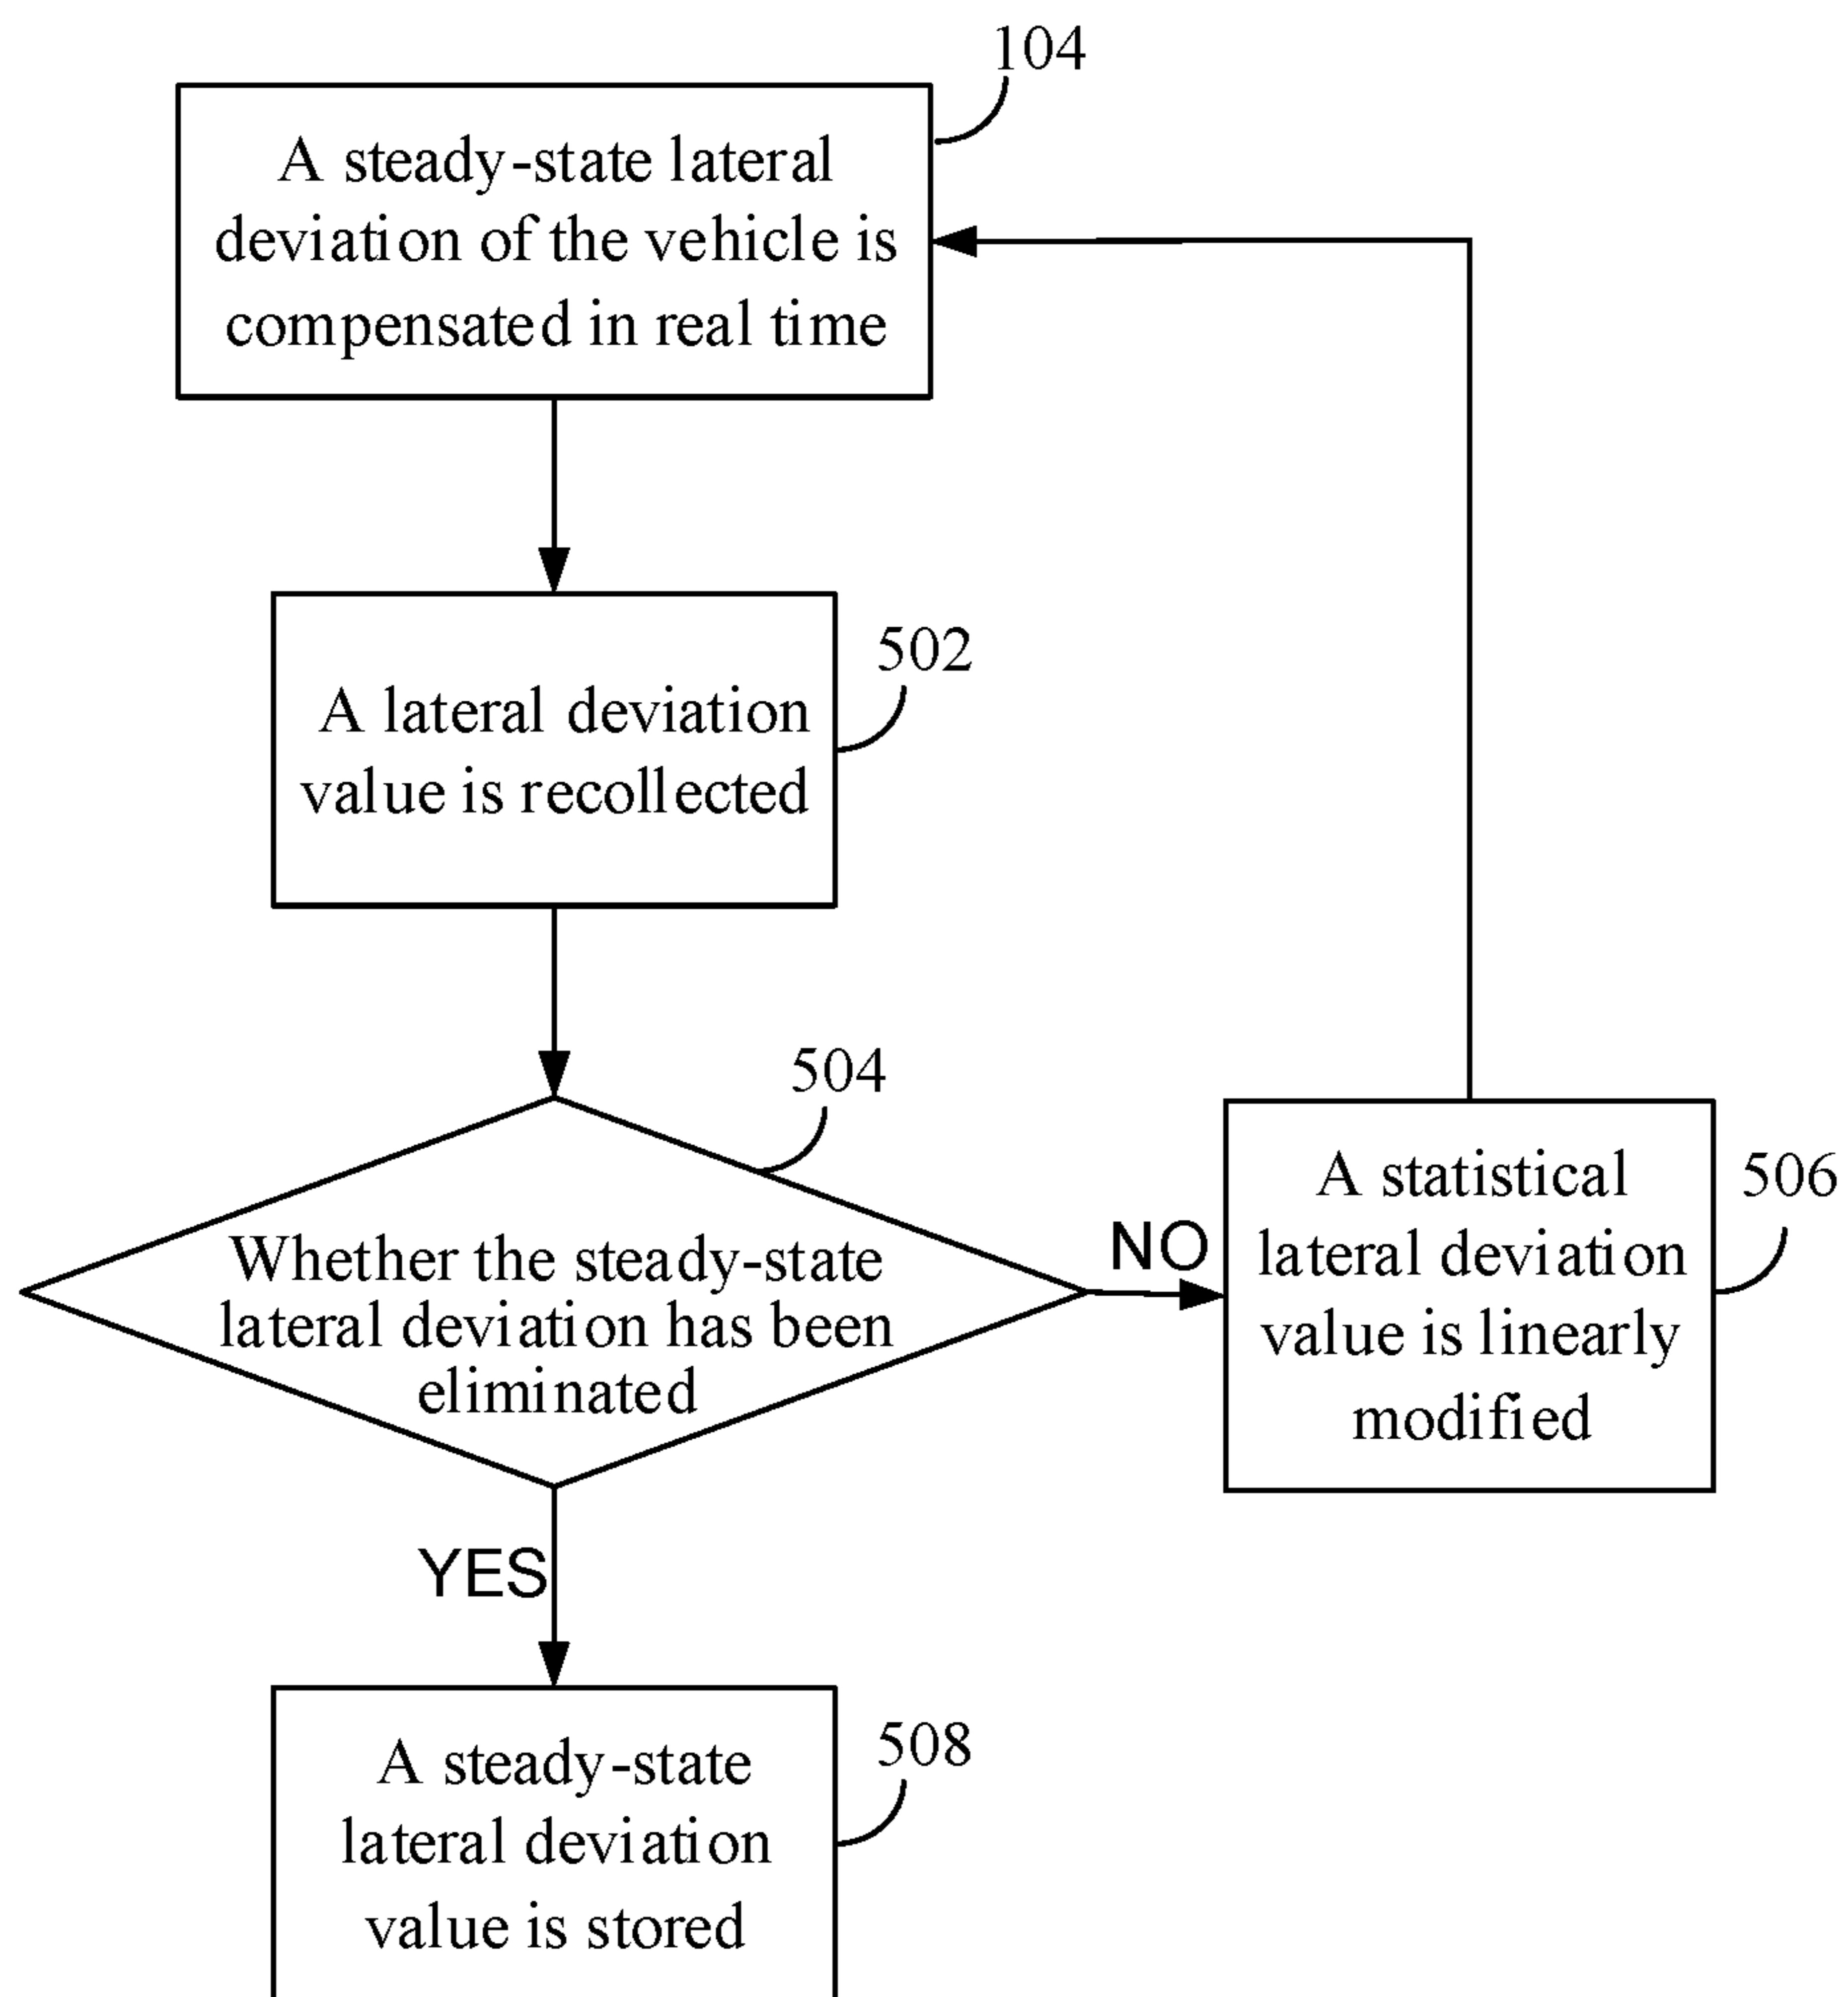 104
A steady-state lateral
deviation of the vehicle is
compensated in real time
502
A lateral deviation
value is recollected
504
Whether the steady-state
lateral deviation has been
eliminated
NO
506
A statistical
lateral deviation
value is linearly
modified
YES
508
A steady-state
lateral deviation
value is stored